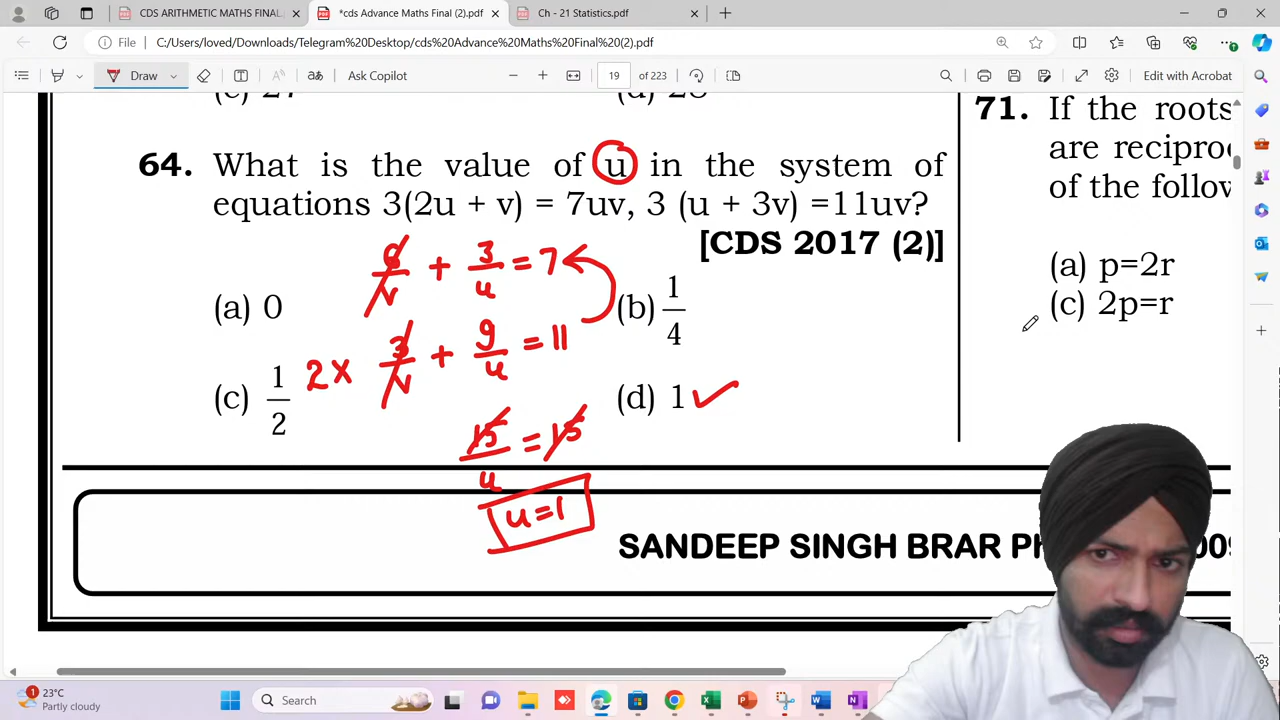 CDS ARITHMETIC MATHS FINAL
*cds Advance Maths Final (2).pdf
Ch - 21 Statistics.pdf
File C:/Users/loved/Downloads/Telegram%20Desktop/cds%20Advance%20Maths%20Final%20(2).pdf
Draw Ask Copilot 19 of 223 Edit with Acrobat
64. What is the value of u in the system of equations 3(2u + v) = 7uv, 3 (u + 3v) =11uv?
[CDS 2017 (2)]
6/v + 3/u = 7
(a) 0 (b) 1/4
2x 3/v + 9/u = 11
(c) 1/2 (d) 1 ✓
15/u = 15
u=1
71. If the roots
are recipro
of the follow
(a) p=2r
(c) 2p=r
SANDEEP SINGH BRAR
1
23°C
Partly cloudy
Search